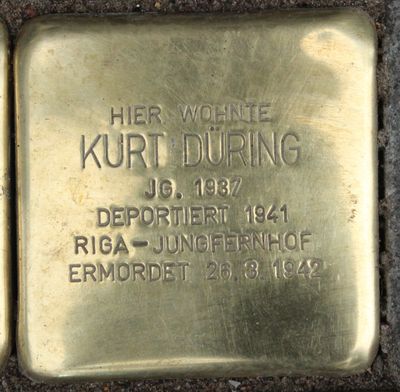 HIER WOHNTE
KURT DÜRING
JG. 1937
DEPORTIERT 1941
RIGA-JUNGFERNHOF
ERMORDET 26.3.1942